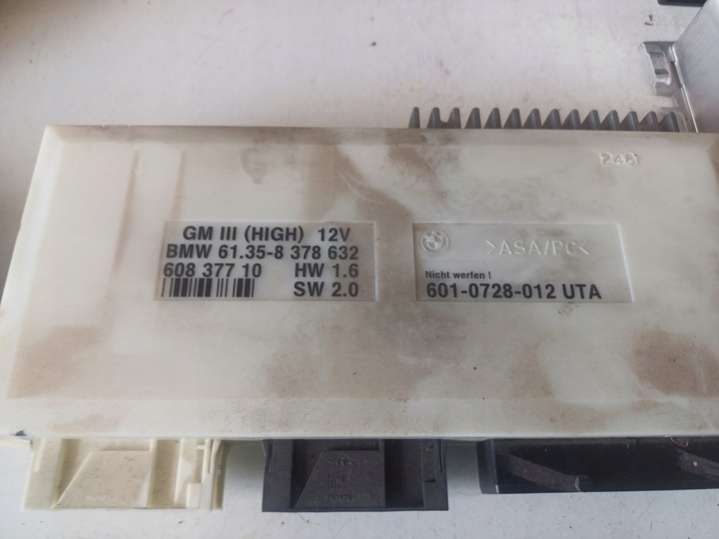 246
GM III (HIGH) 12V
BMW 61.35-8 378 632
608 377 10 HW 1.6
SW 2.0
>ASA/PC<
Nicht werfen !
601-0728-012 UTA